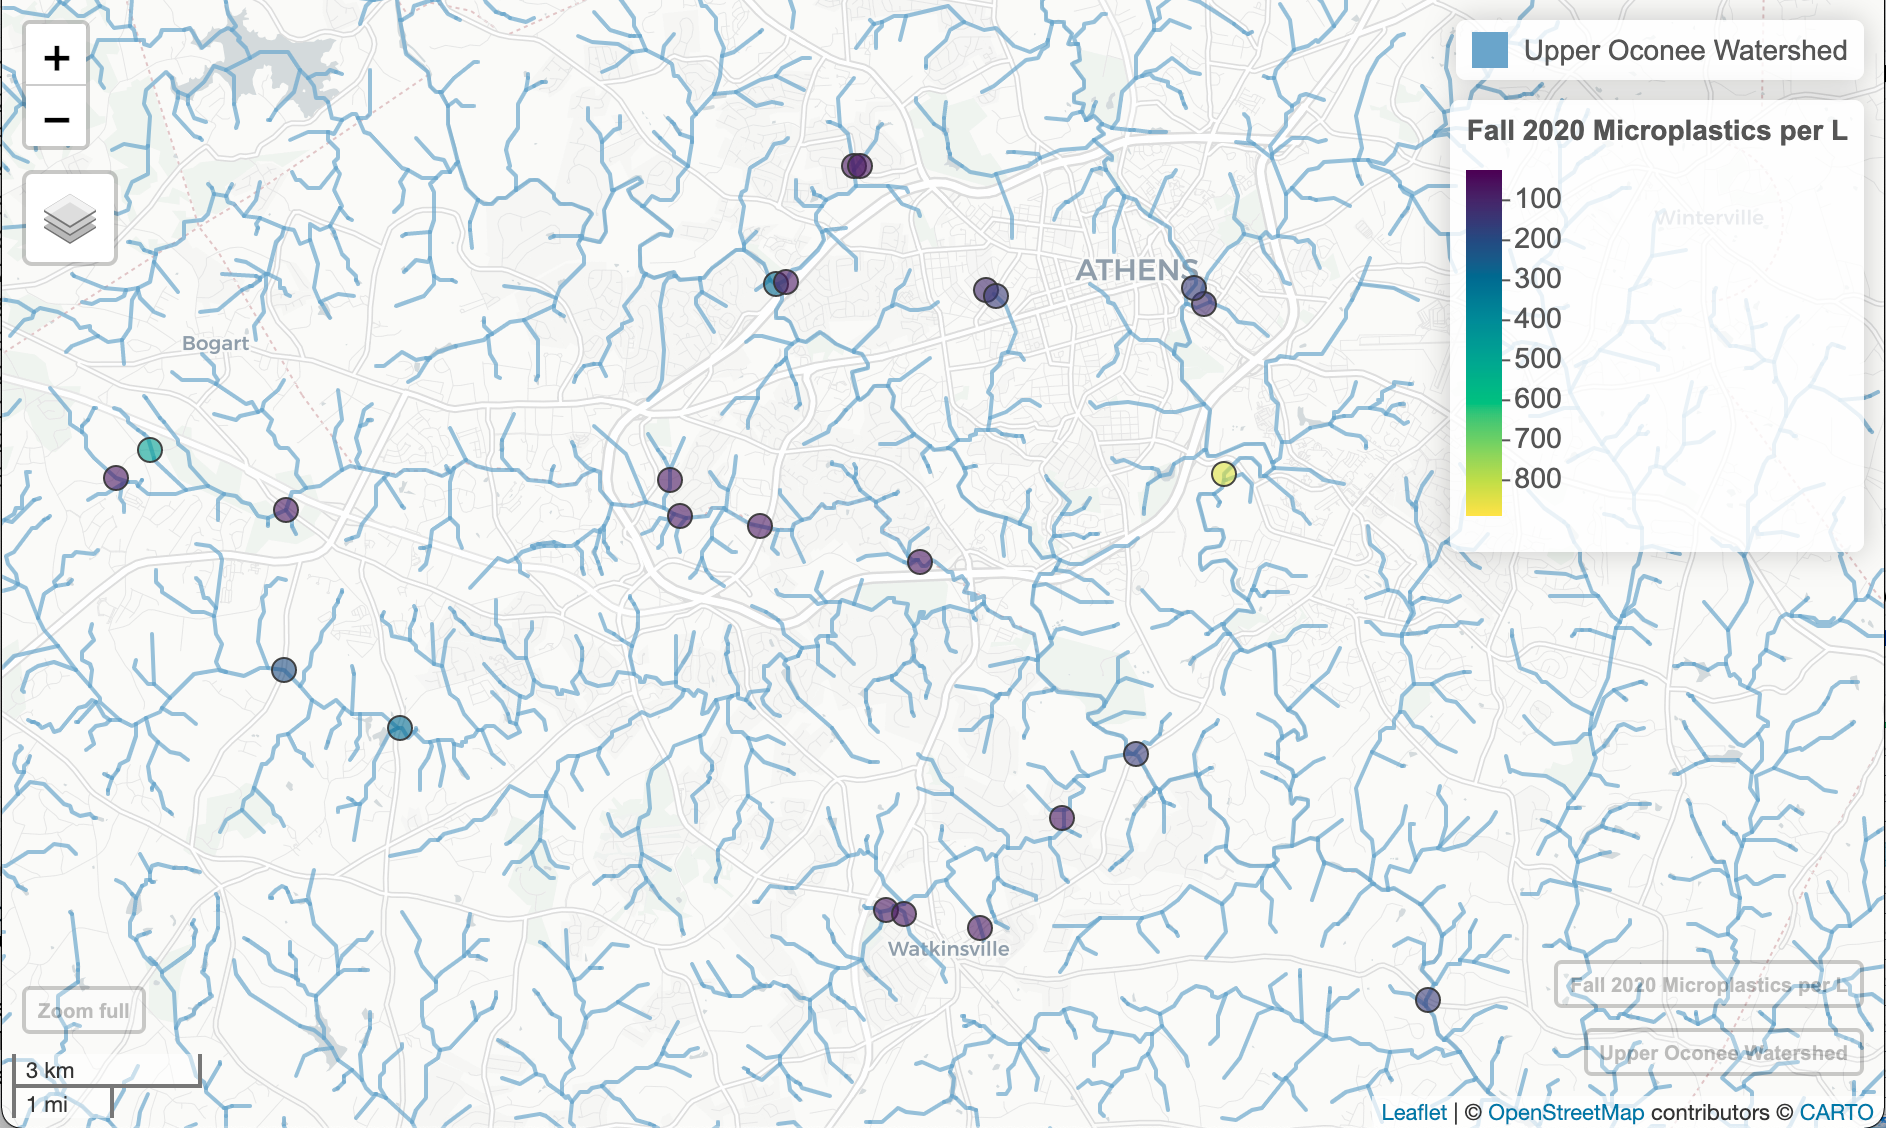 +
−
Upper Oconee Watershed
Fall 2020 Microplastics per L
100
200
300
400
500
600
700
800
Winterville
ATHENS
Bogart
Watkinsville
Zoom full
Fall 2020 Microplastics per L
Upper Oconee Watershed
3 km
1 mi
Leaflet | © OpenStreetMap contributors © CARTO